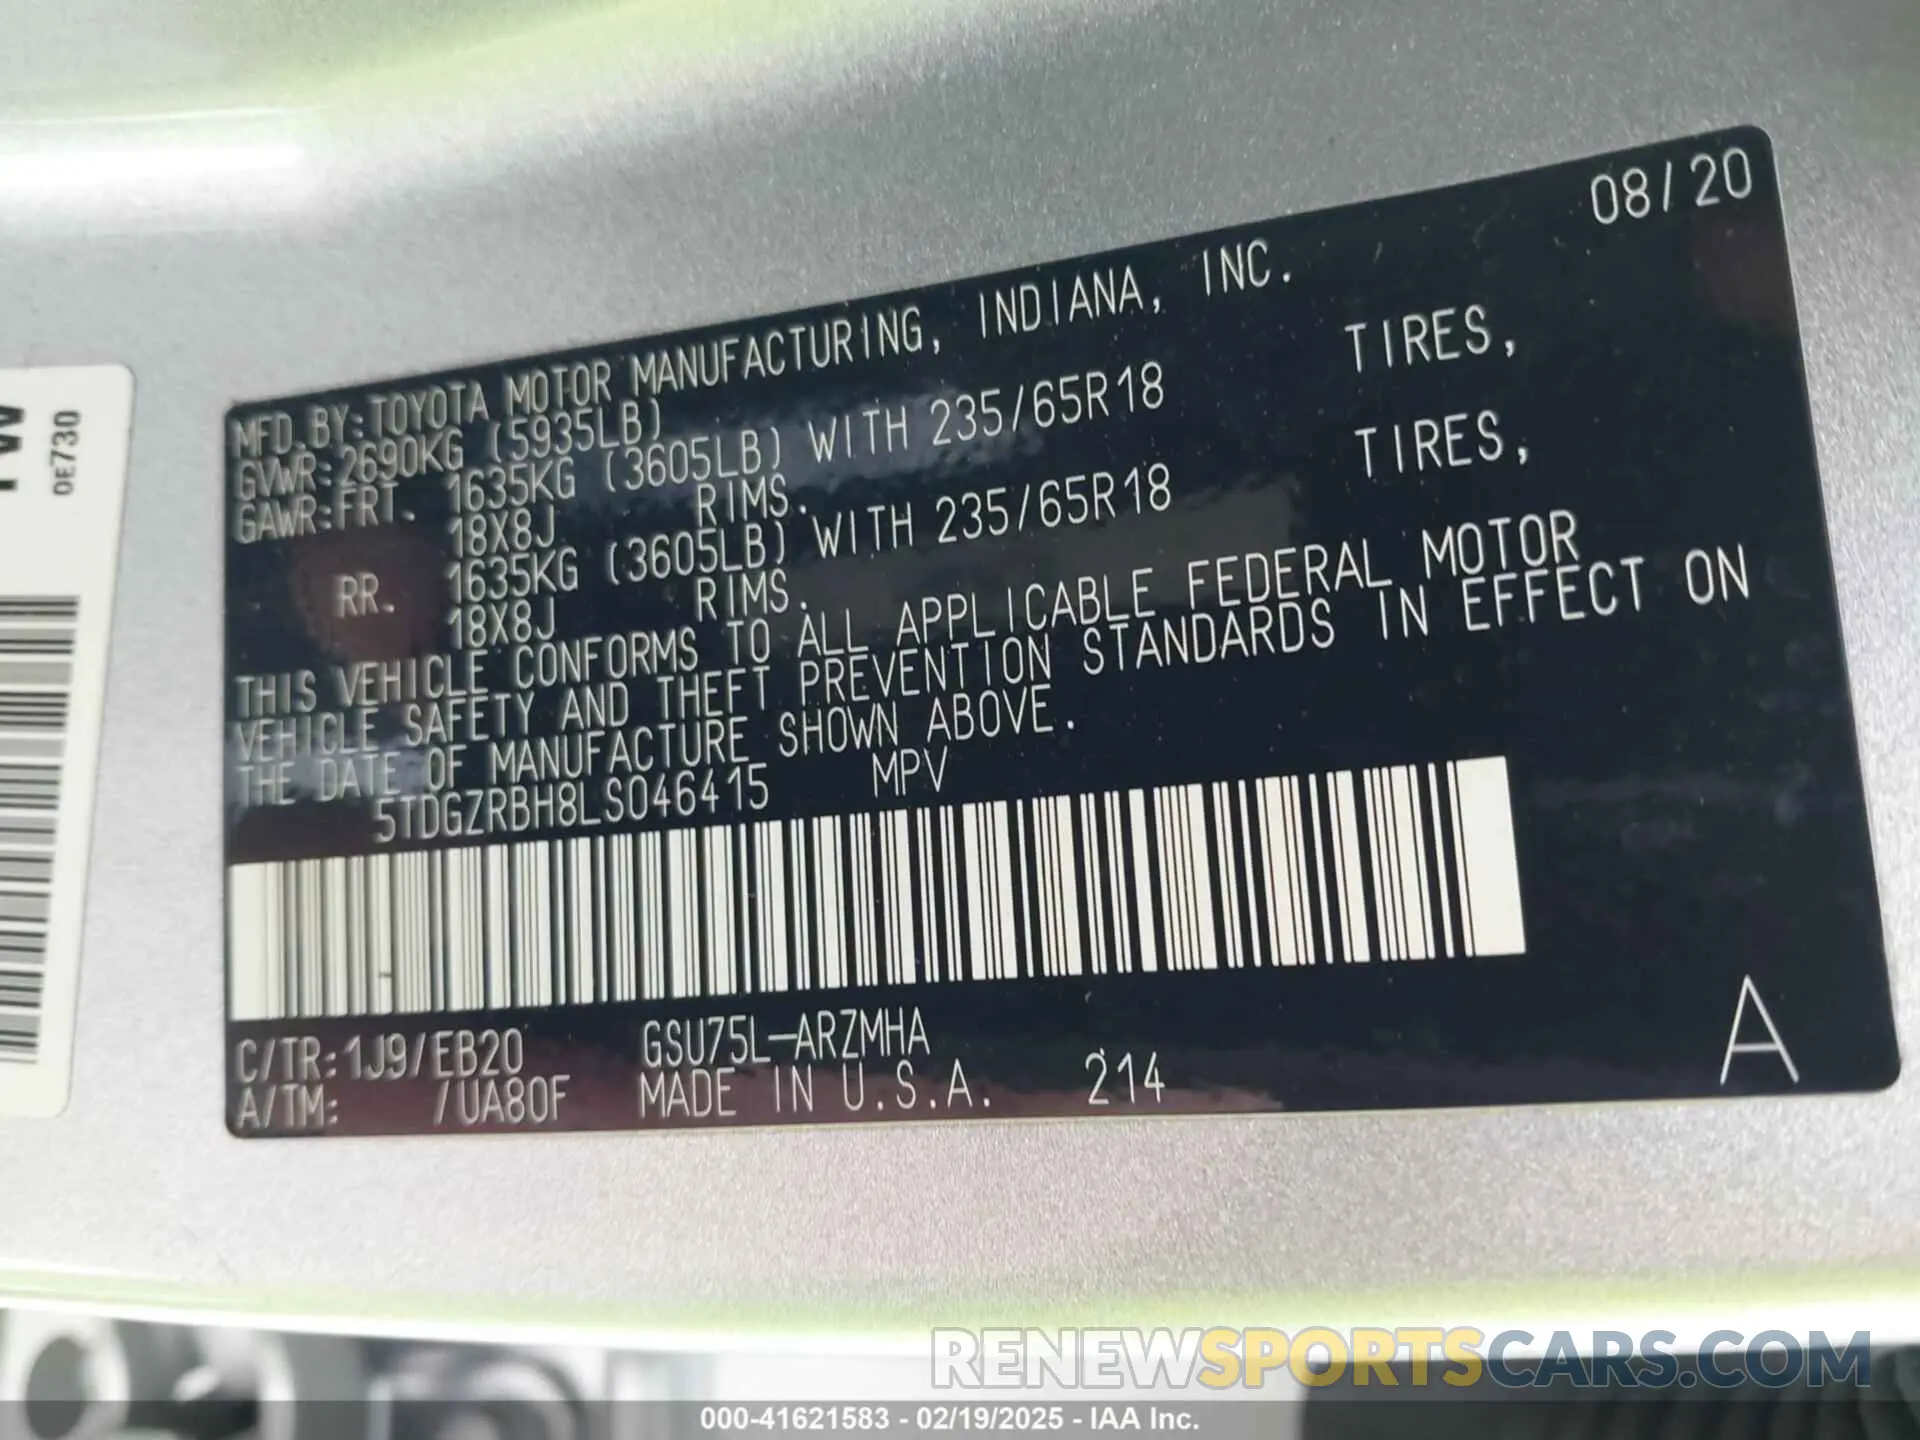 08/20
MFD.BY:TOYOTA MOTOR MANUFACTURING, INDIANA, INC.
GVWR:2690KG (5935LB)
GAWR:FRT. 1635KG (3605LB) WITH 235/65R18 TIRES,
18X8J RIMS.
RR. 1635KG (3605LB) WITH 235/65R18 TIRES,
18X8J RIMS.
THIS VEHICLE CONFORMS TO ALL APPLICABLE FEDERAL MOTOR
VEHICLE SAFETY AND THEFT PREVENTION STANDARDS IN EFFECT ON
THE DATE OF MANUFACTURE SHOWN ABOVE.
5TDGZRBH8LS046415 MPV
C/TR:1J9/EB20 GSU75L-ARZMHA
A/TM: /UA80F MADE IN U.S.A. 214
A
0E730
RENEWSPORTSCARS.COM
000-41621583 - 02/19/2025 - IAA Inc.